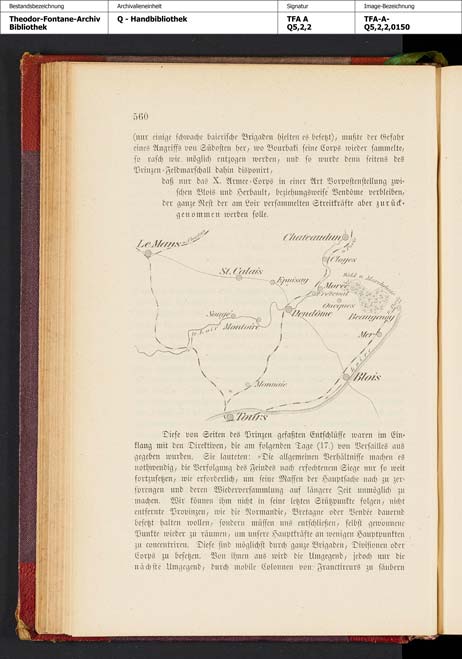 Bestandsbezeichnung
Archivalieneinheit
Signatur
Image-Bezeichnung
Theodor-Fontane-Archiv
Bibliothek
Q - Handbibliothek
TFA A
Q5,2,2
TFA-A-
Q5,2,2,0150
560
(nur einige schwache baierische Brigaden hielten es besetzt), mußte der Gefahr
eines Angriffs von Südosten her, wo Bourbaki seine Corps wieder sammelte,
so rasch wie möglich entzogen werden, und so wurde denn seitens des
Prinzen-Feldmarschall dahin disponirt,
daß nur das X. Armee-Corps in einer Art Vorpostenstellung zwi-
schen Blois und Herbault, beziehungsweise Vendôme verbleiben,
der ganze Rest der am Loir versammelten Streitkräfte aber zurück-
genommen werden solle.
Chateaudun
Le Mans
Cloyes
St. Calais
Epuisay
Morée
Freteval
Oucques
Beaugency
Vendôme
Sougé
Montoire
Mer
Blois
Monnaie
Tours
Diese von Seiten des Prinzen gefaßten Entschlüsse waren im Ein-
klang mit den Direktiven, die am folgenden Tage (17.) von Versailles aus
gegeben wurden. Sie lauteten: »Die allgemeinen Verhältnisse machen es
nothwendig, die Verfolgung des Feindes nach erfochtenem Siege nur so weit
fortzusetzen, wie erforderlich, um seine Massen der Hauptsache nach zu zer-
sprengen und deren Wiederversammlung auf längere Zeit unmöglich zu
machen. Wir können ihm nicht in seine letzten Stützpunkte folgen, nicht
entfernte Provinzen, wie die Normandie, Bretagne oder Vendée dauernd
besetzt halten wollen, sondern müssen uns entschließen, selbst gewonnene
Punkte wieder zu räumen, um unsere Hauptkräfte an wenigen Hauptpunkten
zu concentriren. Diese sind möglichst durch ganze Brigaden, Divisionen oder
Corps zu besetzen. Von ihnen aus wird die Umgegend, jedoch nur die
nächste Umgegend, durch mobile Colonnen von Franctireurs zu säubern